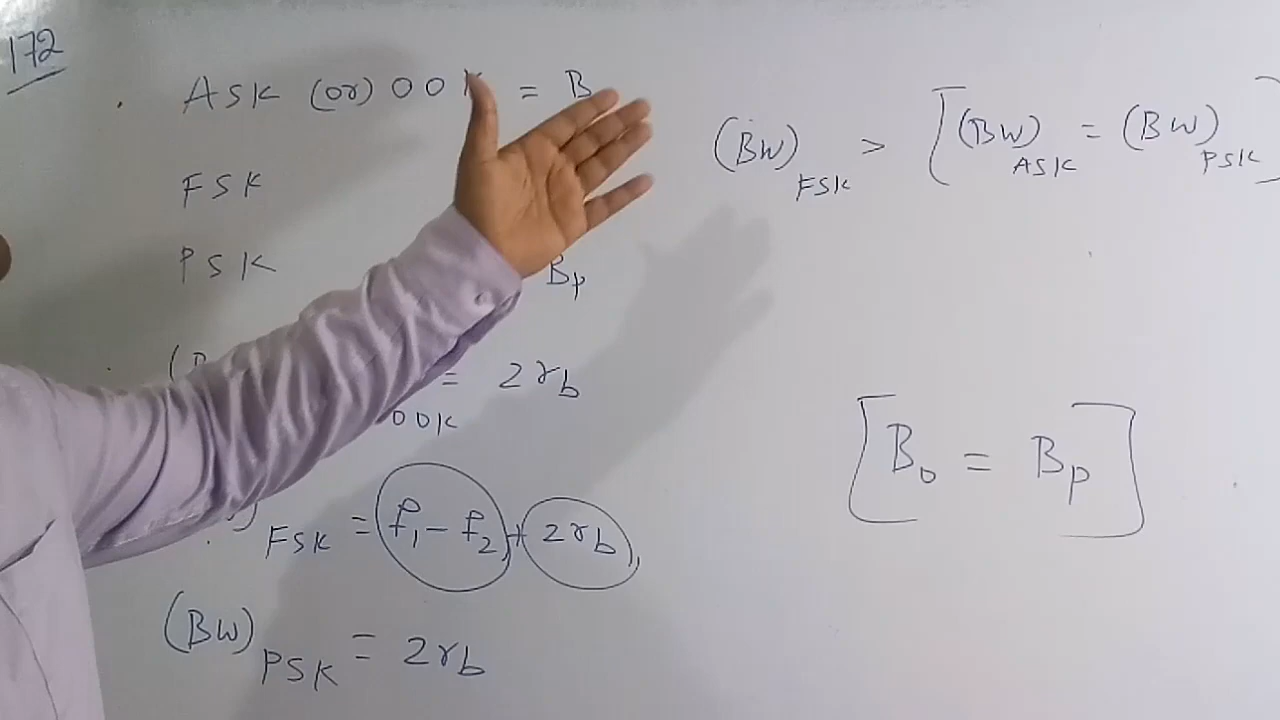 172
. ASK (or) OOK = B
FSK
PSK Bp
= 2rb
OOK
FSK = f1 - f2 + 2rb,
(BW)PSK = 2rb
(BW)FSK > [(BW)ASK = (BW)PSK]
[B0 = Bp]